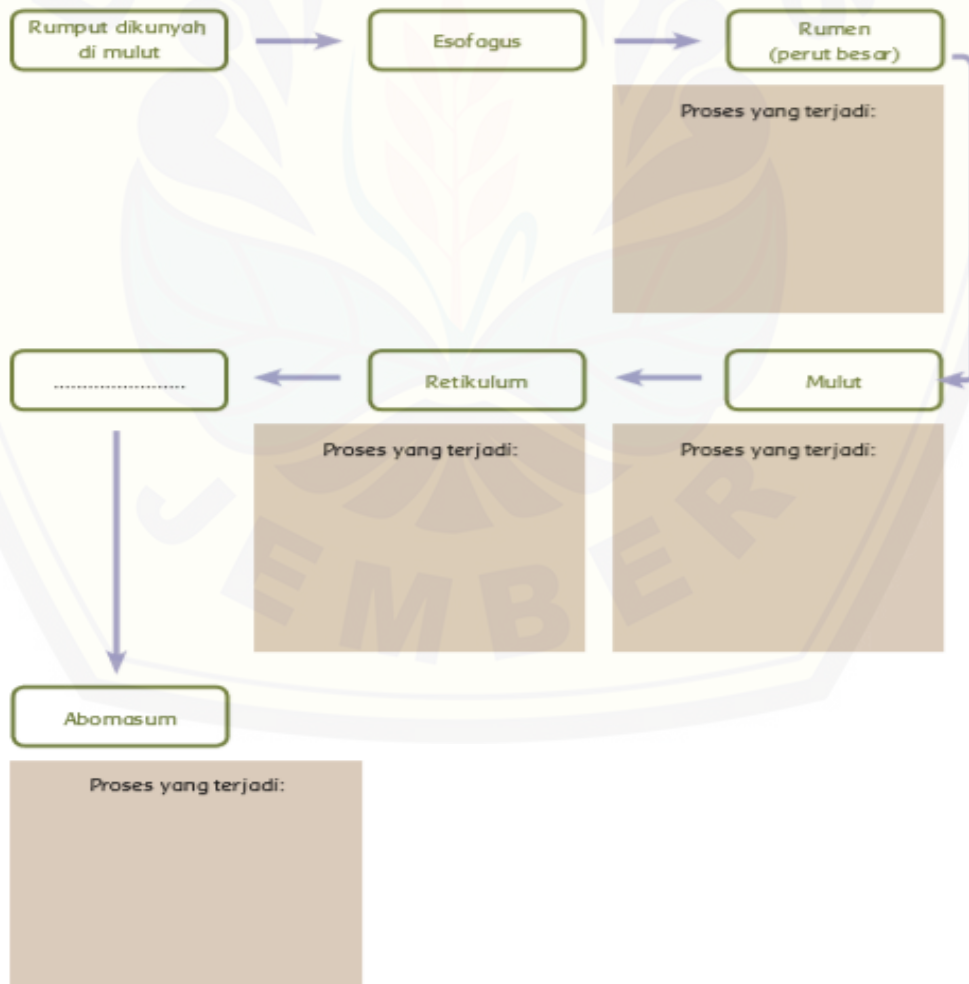 Rumput dikunyah
di mulut
Esofagus
Rumen
(perut besar)
Proses yang terjadi:
.......................
Retikulum
Mulut
Proses yang terjadi:
Proses yang terjadi:
JEMBER
Abomasum
Proses yang terjadi: